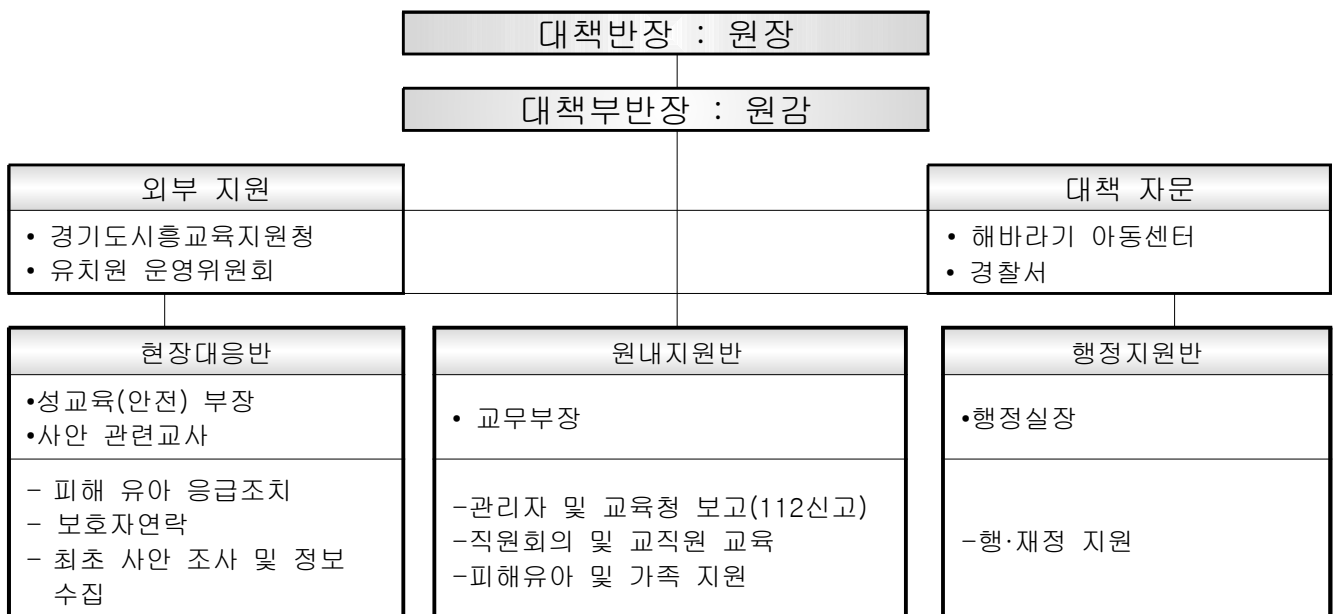 대책반장 : 원장
대책부반장 : 원감
외부 지원
• 경기도시흥교육지원청
• 유치원 운영위원회
대책 자문
• 해바라기 아동센터
• 경찰서
현장대응반
•성교육(안전) 부장
•사안 관련교사
- 피해 유아 응급조치
- 보호자연락
- 최초 사안 조사 및 정보
수집
원내지원반
• 교무부장
-관리자 및 교육청 보고(112신고)
-직원회의 및 교직원 교육
-피해유아 및 가족 지원
행정지원반
•행정실장
-행·재정 지원